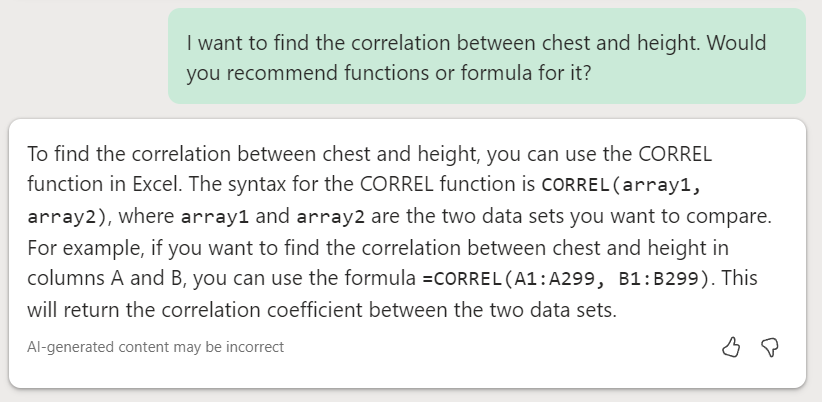 I want to find the correlation between chest and height. Would
you recommend functions or formula for it?
To find the correlation between chest and height, you can use the CORREL
function in Excel. The syntax for the CORREL function is CORREL(array1,
array2), where array1 and array2 are the two data sets you want to compare.
For example, if you want to find the correlation between chest and height in
columns A and B, you can use the formula =CORREL(A1:A299, B1:B299). This
will return the correlation coefficient between the two data sets.
AI-generated content may be incorrect